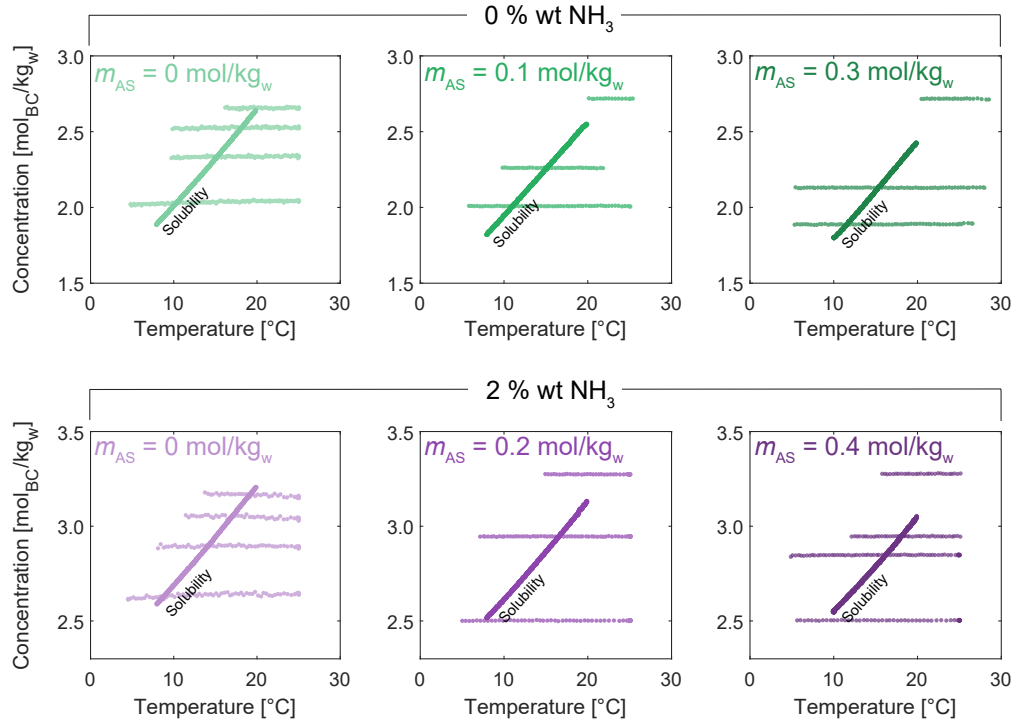 0 % wt NH₃
m_AS = 0 mol/kg_w
m_AS = 0.1 mol/kg_w
m_AS = 0.3 mol/kg_w
Concentration [mol_BC/kg_w]
3.0
2.5
2.0
1.5
Solubility
0 10 20 30
Temperature [°C]
Solubility
0 10 20 30
Temperature [°C]
3.0
2.5
2.0
1.5
Solubility
0 10 20 30
Temperature [°C]
3.0
2.5
2.0
1.5
2 % wt NH₃
m_AS = 0 mol/kg_w
m_AS = 0.2 mol/kg_w
m_AS = 0.4 mol/kg_w
Concentration [mol_BC/kg_w]
3.5
3.0
2.5
Solubility
0 10 20 30
Temperature [°C]
3.5
3.0
2.5
Solubility
0 10 20 30
Temperature [°C]
3.5
3.0
2.5
Solubility
0 10 20 30
Temperature [°C]